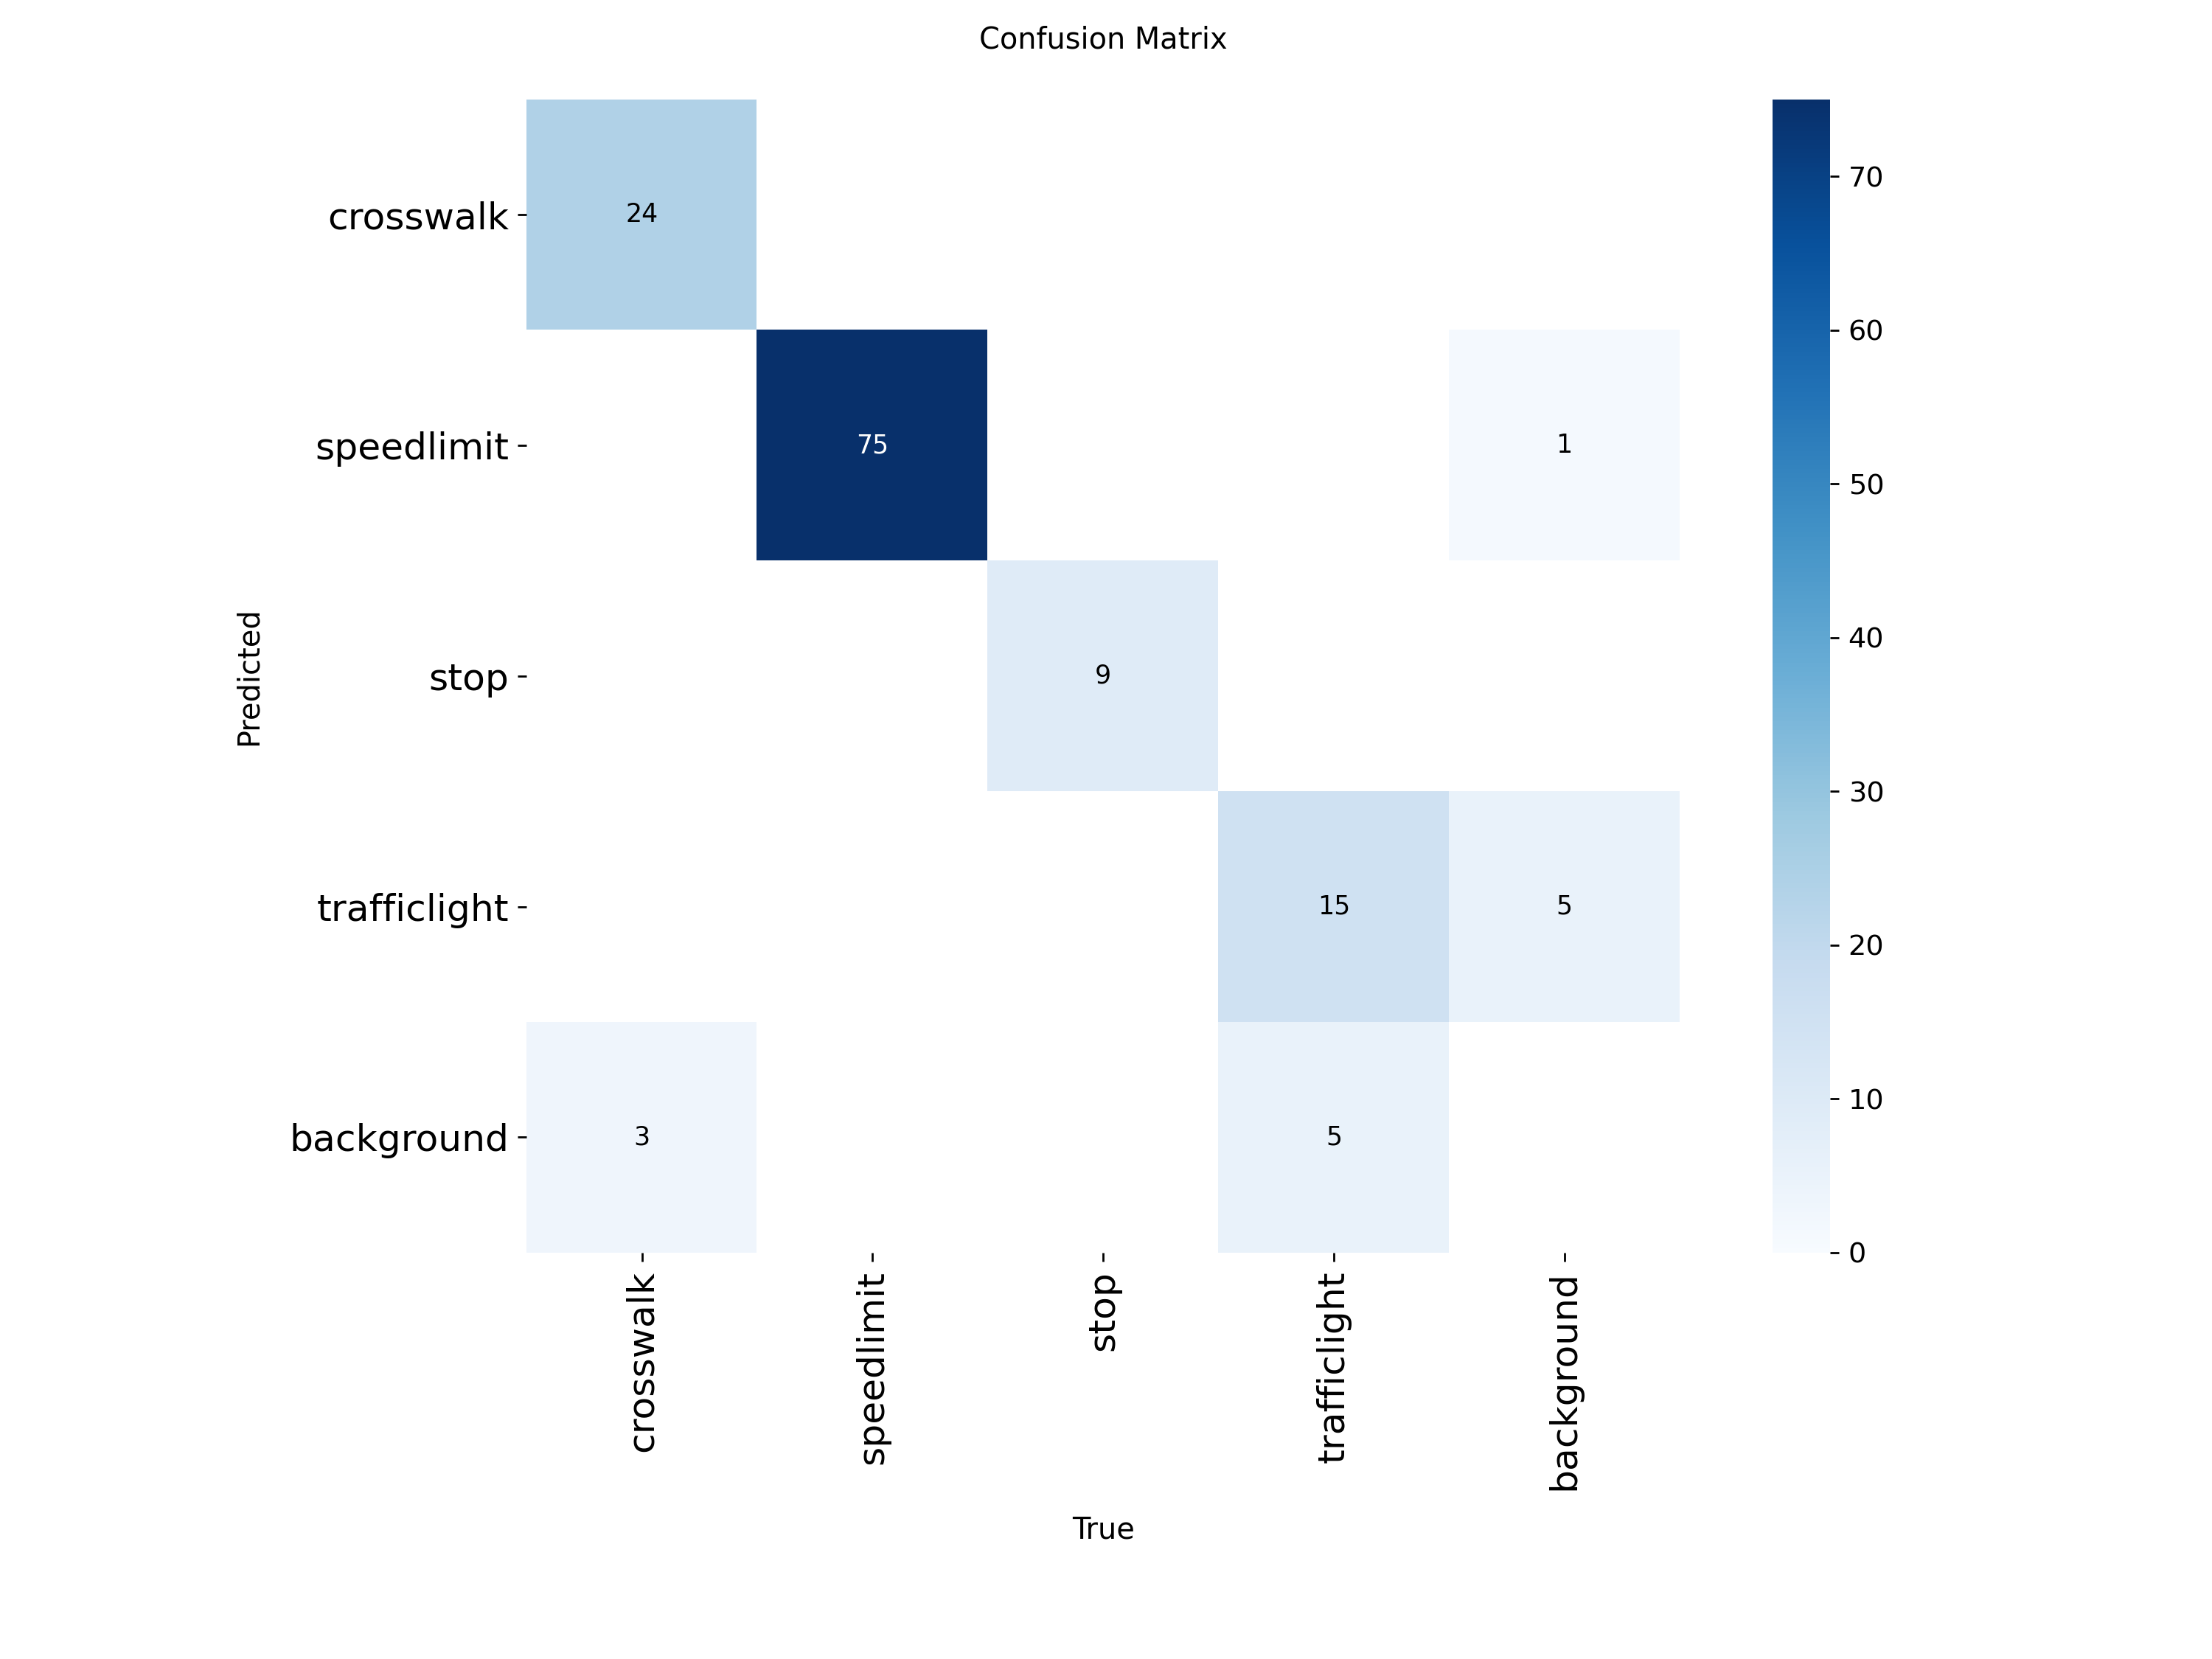 Confusion Matrix
crosswalk
24
70
60
speedlimit
75
1
50
Predicted
stop
9
40
30
trafficlight
15
5
20
10
background
3
5
0
crosswalk
speedlimit
stop
trafficlight
background
True